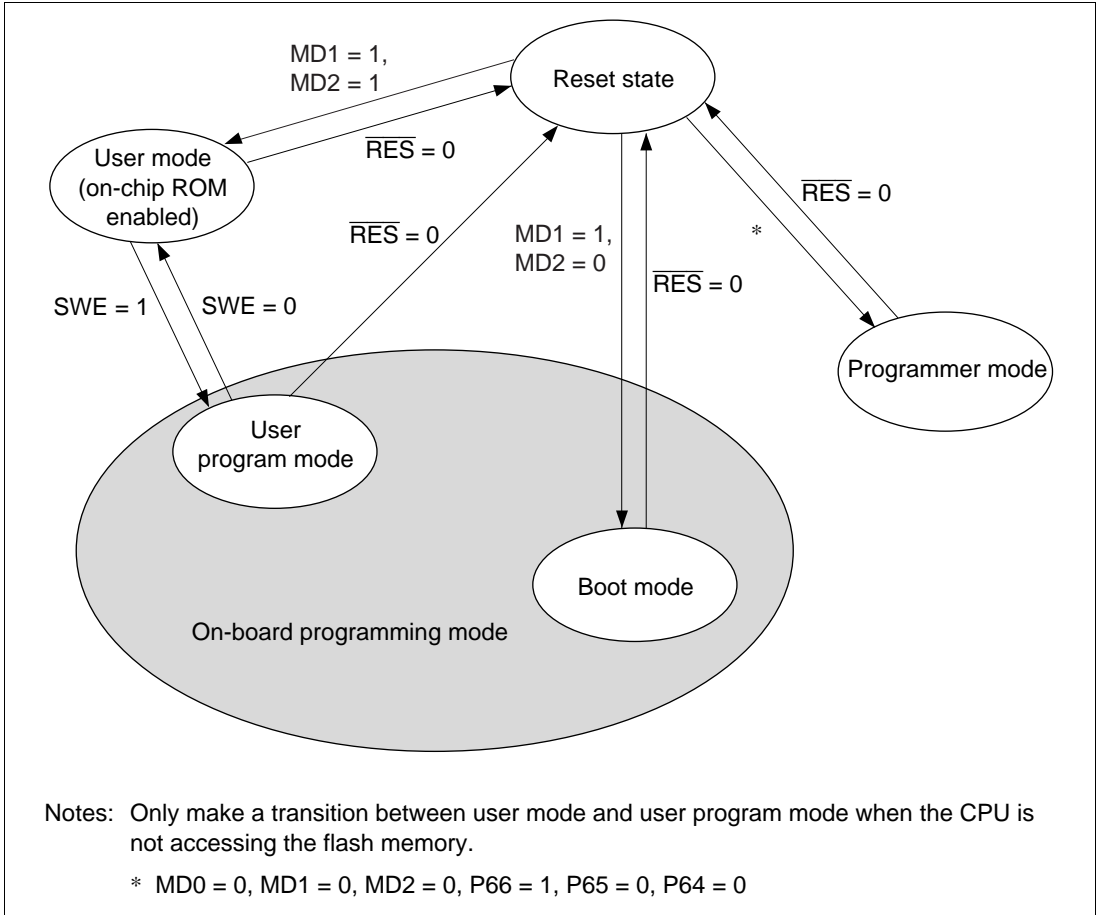 MD1 = 1,
MD2 = 1
Reset state
User mode
(on-chip ROM
enabled)
RES = 0
RES = 0
RES = 0
*
MD1 = 1,
MD2 = 0
RES = 0
SWE = 1
SWE = 0
Programmer mode
User
program mode
Boot mode
On-board programming mode
Notes: Only make a transition between user mode and user program mode when the CPU is
not accessing the flash memory.
* MD0 = 0, MD1 = 0, MD2 = 0, P66 = 1, P65 = 0, P64 = 0